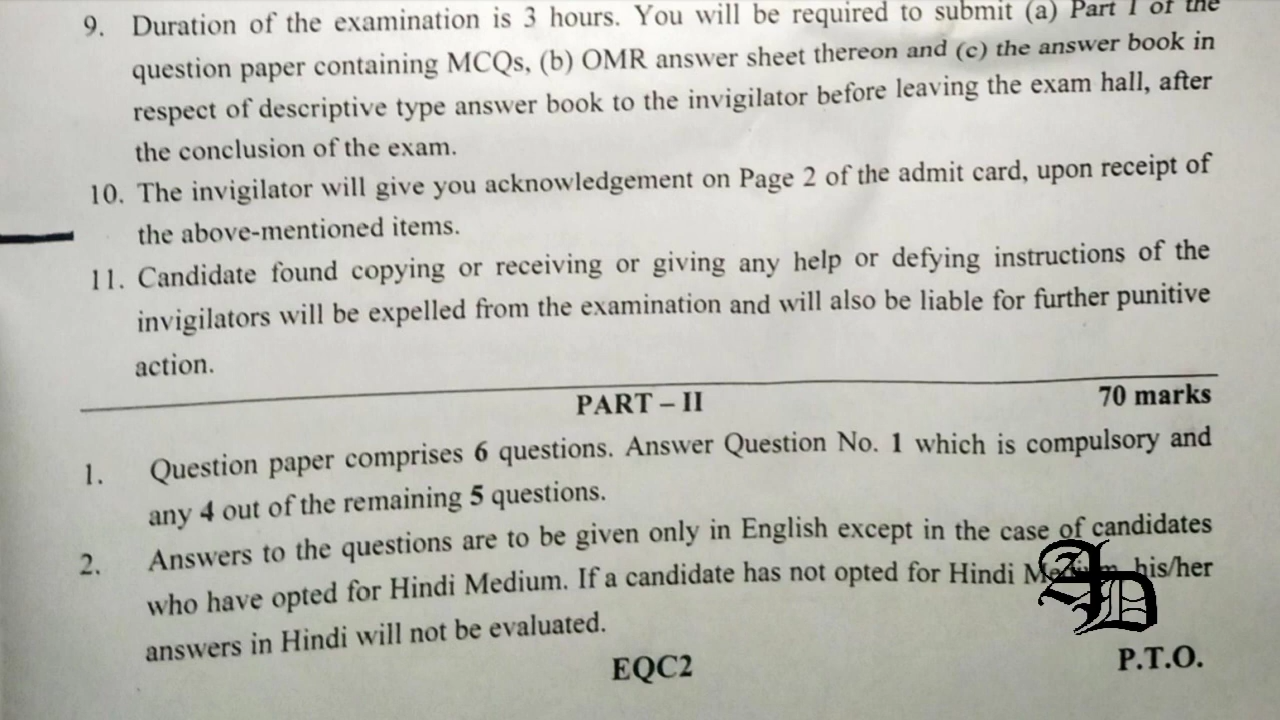 9. Duration of the examination is 3 hours. You will be required to submit (a) Part I of the
question paper containing MCQs, (b) OMR answer sheet thereon and (c) the answer book in
respect of descriptive type answer book to the invigilator before leaving the exam hall, after
the conclusion of the exam.
10. The invigilator will give you acknowledgement on Page 2 of the admit card, upon receipt of
the above-mentioned items.
11. Candidate found copying or receiving or giving any help or defying instructions of the
invigilators will be expelled from the examination and will also be liable for further punitive
action.
PART – II 70 marks
1. Question paper comprises 6 questions. Answer Question No. 1 which is compulsory and
any 4 out of the remaining 5 questions.
2. Answers to the questions are to be given only in English except in the case of candidates
who have opted for Hindi Medium. If a candidate has not opted for Hindi Medium, his/her
answers in Hindi will not be evaluated.
AD
EQC2 P.T.O.